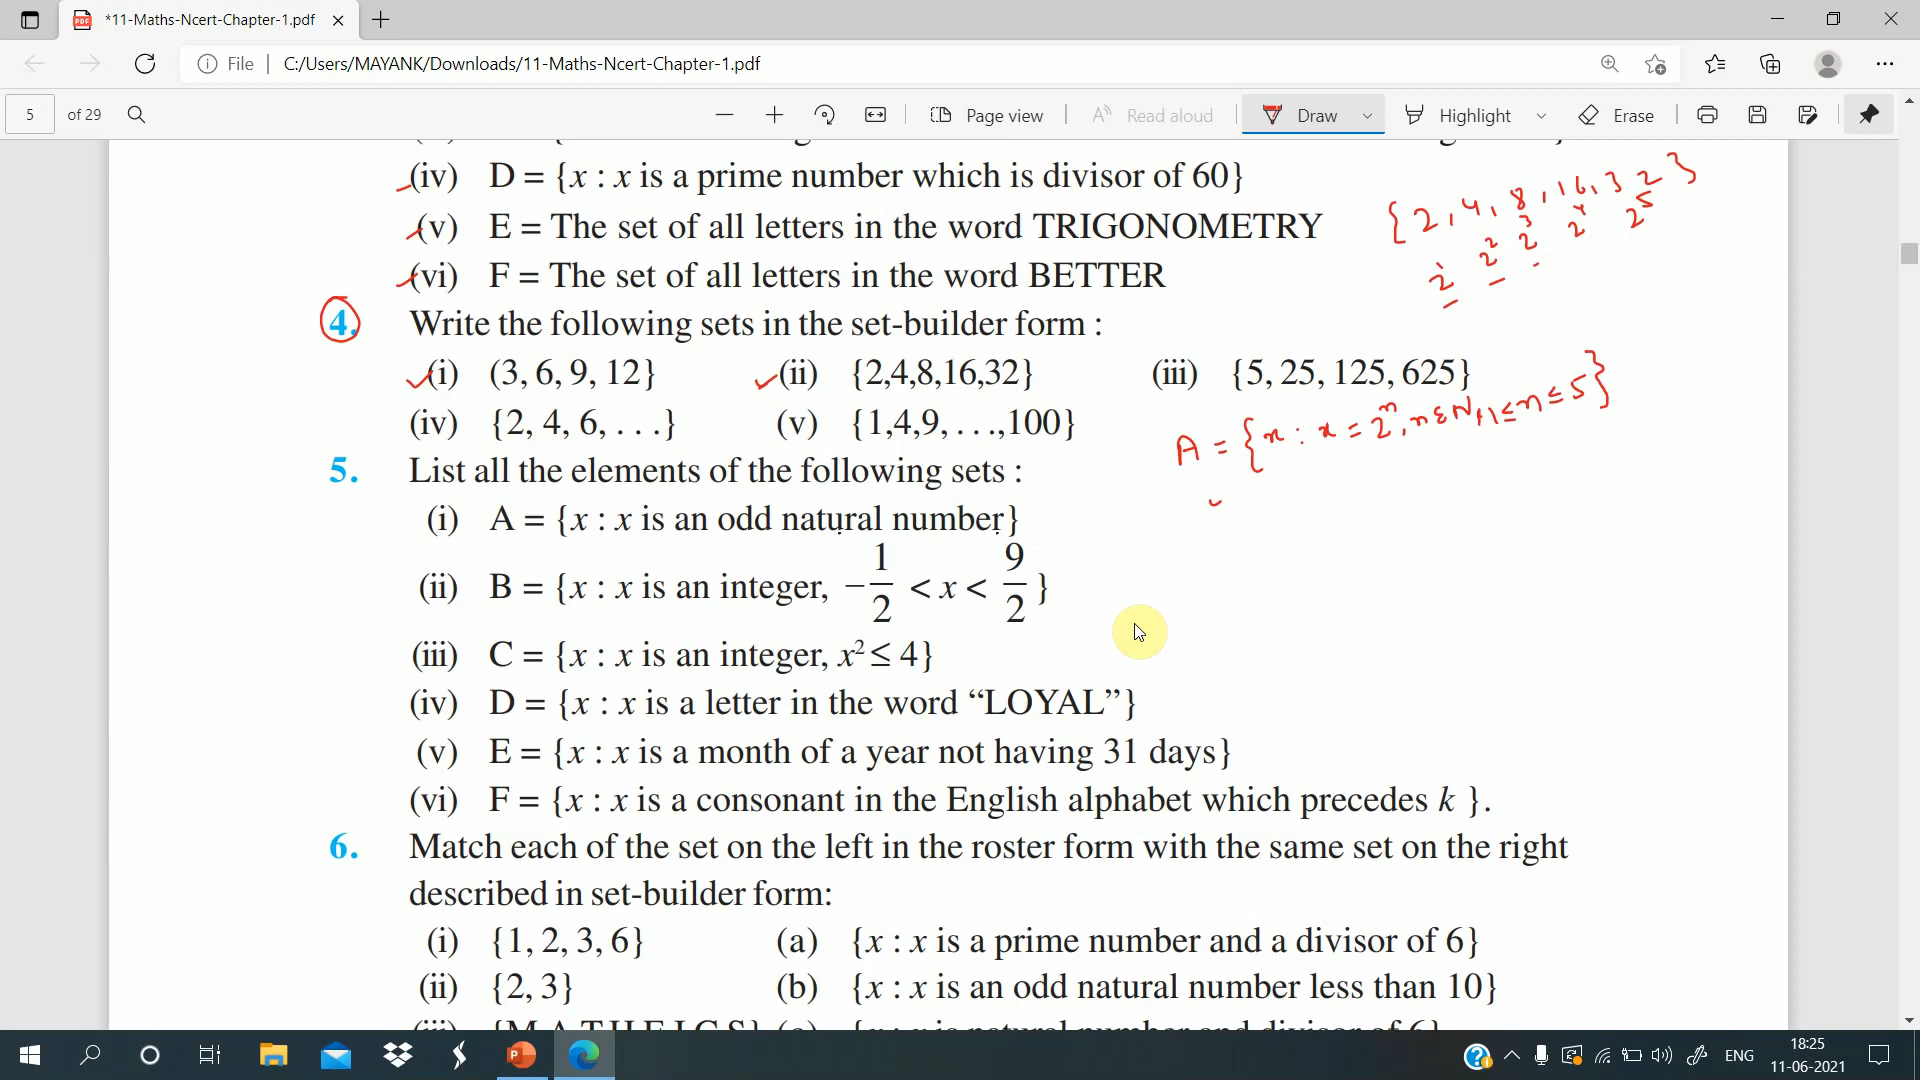 *11-Maths-Ncert-Chapter-1.pdf
File C:/Users/MAYANK/Downloads/11-Maths-Ncert-Chapter-1.pdf
5 of 29 Page view Read aloud Draw Highlight Erase
(iv) D = {x : x is a prime number which is divisor of 60}
(v) E = The set of all letters in the word TRIGONOMETRY
(vi) F = The set of all letters in the word BETTER
{2, 4, 8, 16, 32}
2¹ 2² 2³ 2⁴ 2⁵
4. Write the following sets in the set-builder form :
(i) (3, 6, 9, 12} (ii) {2,4,8,16,32} (iii) {5, 25, 125, 625}
(iv) {2, 4, 6, . . .} (v) {1,4,9, . . .,100}
A = {x : x = 2ⁿ, n ε N, 1 ≤ n ≤ 5}
5. List all the elements of the following sets :
(i) A = {x : x is an odd natural number}
(ii) B = {x : x is an integer, −1/2 < x < 9/2 }
(iii) C = {x : x is an integer, x² ≤ 4}
(iv) D = {x : x is a letter in the word “LOYAL”}
(v) E = {x : x is a month of a year not having 31 days}
(vi) F = {x : x is a consonant in the English alphabet which precedes k }.
6. Match each of the set on the left in the roster form with the same set on the right
described in set-builder form:
(i) {1, 2, 3, 6} (a) {x : x is a prime number and a divisor of 6}
(ii) {2, 3} (b) {x : x is an odd natural number less than 10}
ENG 18:25
11-06-2021